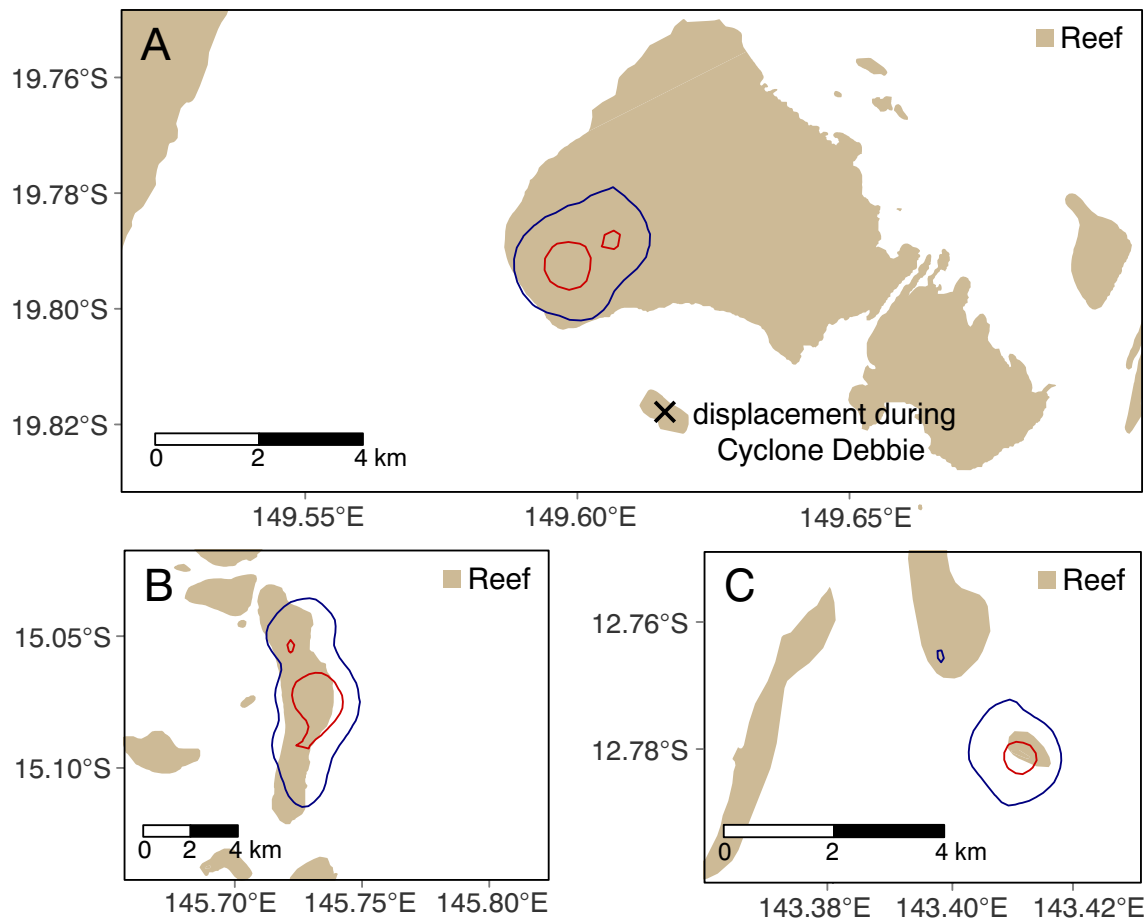 A
Reef
19.76°S
19.78°S
19.80°S
19.82°S
displacement during
Cyclone Debbie
0 2 4 km
149.55°E 149.60°E 149.65°E
B
Reef
15.05°S
15.10°S
0 2 4 km
145.70°E 145.75°E 145.80°E
C
Reef
12.76°S
12.78°S
0 2 4 km
143.38°E 143.40°E 143.42°E